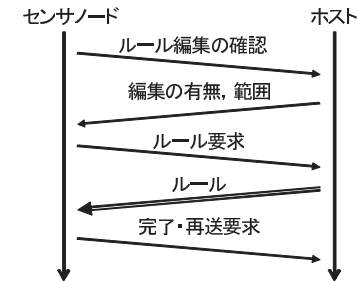 センサノード
ホスト
ルール編集の確認
編集の有無，範囲
ルール要求
ルール
完了・再送要求